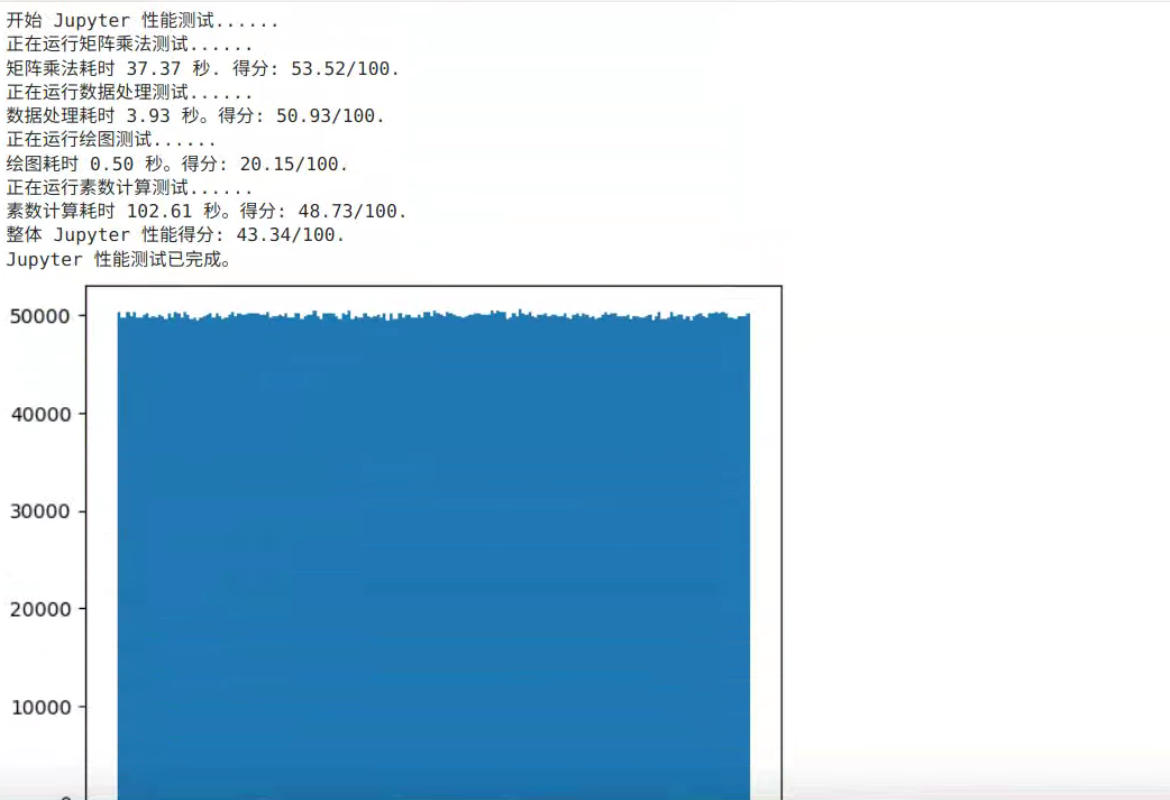 开始 Jupyter 性能测试......
正在运行矩阵乘法测试......
矩阵乘法耗时 37.37 秒. 得分: 53.52/100.
正在运行数据处理测试......
数据处理耗时 3.93 秒。得分: 50.93/100.
正在运行绘图测试......
绘图耗时 0.50 秒。得分: 20.15/100.
正在运行素数计算测试......
素数计算耗时 102.61 秒。得分: 48.73/100.
整体 Jupyter 性能得分: 43.34/100.
Jupyter 性能测试已完成。
50000
40000
30000
20000
10000